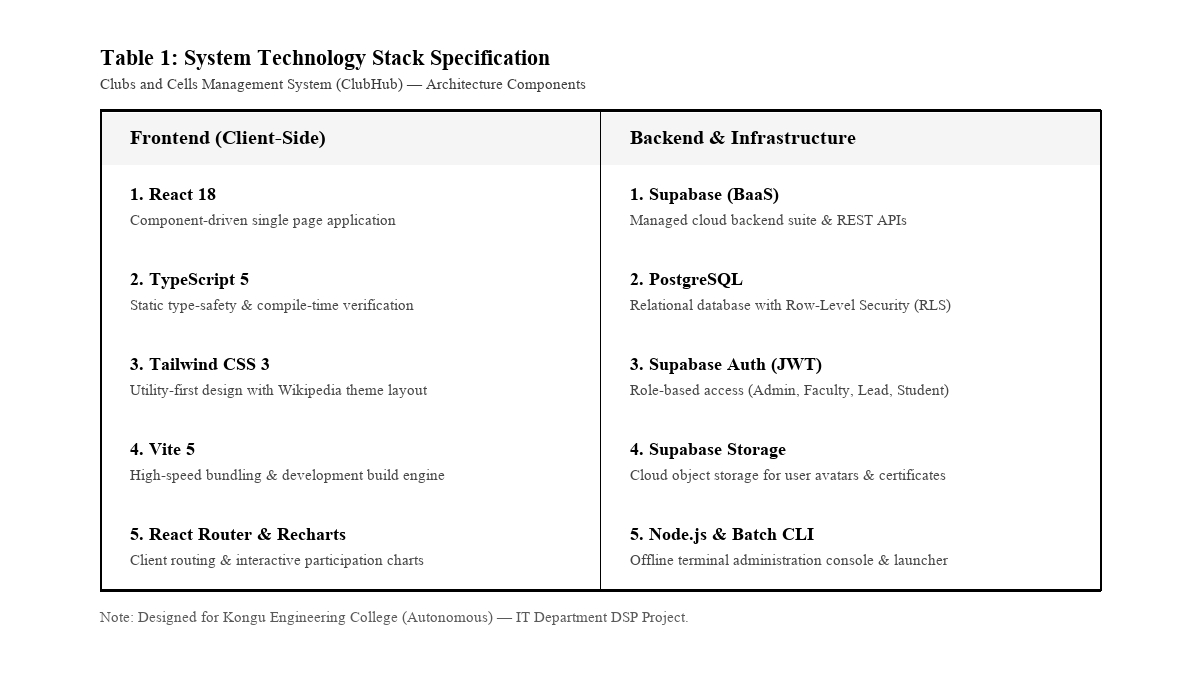 Table 1: System Technology Stack Specification
Clubs and Cells Management System (ClubHub) — Architecture Components
Frontend (Client-Side)
1. React 18
Component-driven single page application
2. TypeScript 5
Static type-safety & compile-time verification
3. Tailwind CSS 3
Utility-first design with Wikipedia theme layout
4. Vite 5
High-speed bundling & development build engine
5. React Router & Recharts
Client routing & interactive participation charts
Backend & Infrastructure
1. Supabase (BaaS)
Managed cloud backend suite & REST APIs
2. PostgreSQL
Relational database with Row-Level Security (RLS)
3. Supabase Auth (JWT)
Role-based access (Admin, Faculty, Lead, Student)
4. Supabase Storage
Cloud object storage for user avatars & certificates
5. Node.js & Batch CLI
Offline terminal administration console & launcher
Note: Designed for Kongu Engineering College (Autonomous) — IT Department DSP Project.